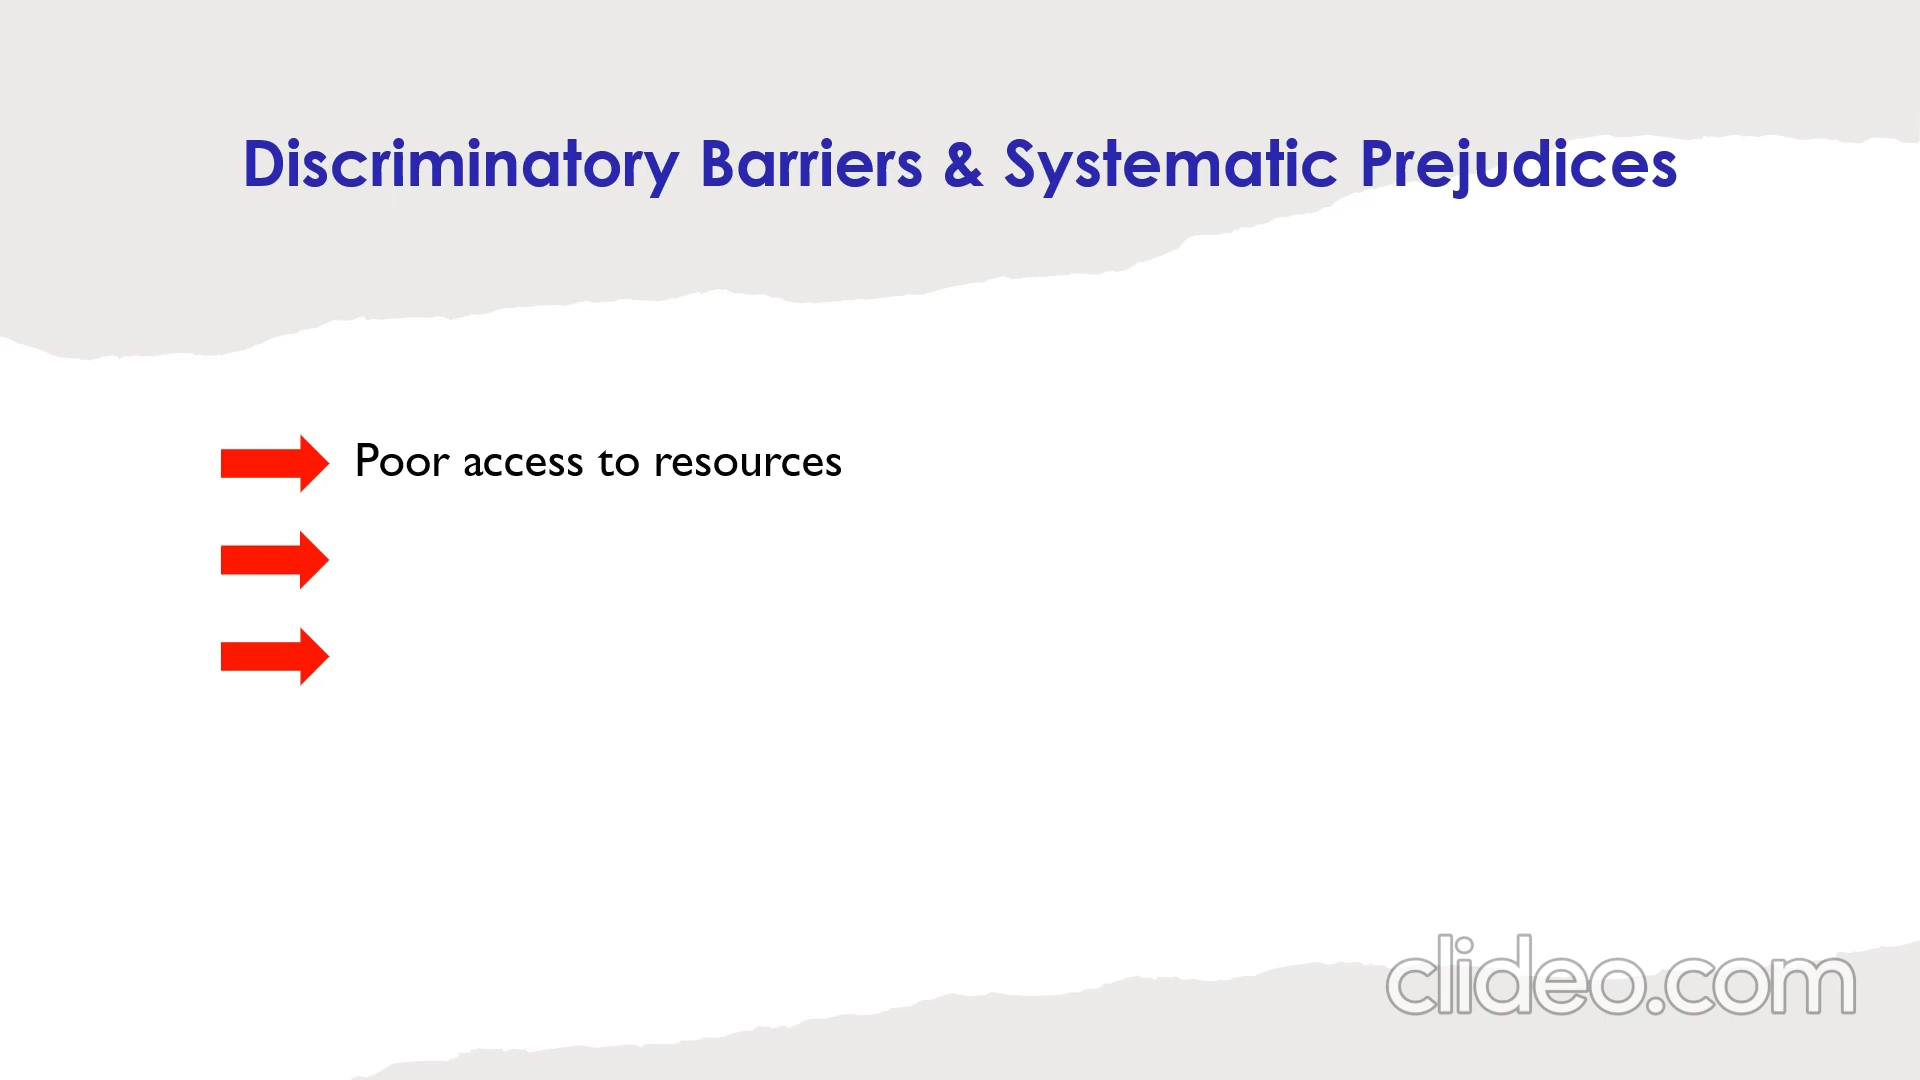 Discriminatory Barriers & Systematic Prejudices
Poor access to resources
clideo.com